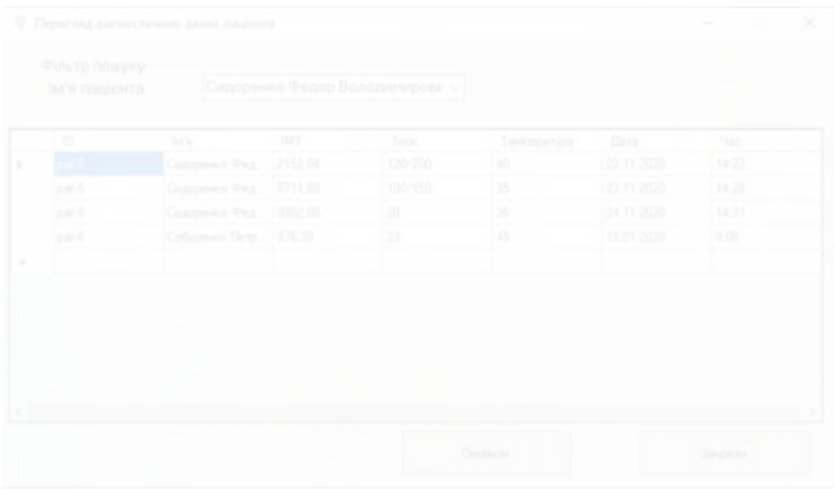 Перегляд діагностичних даних пацієнта
Фільтр пошуку
Ім'я пацієнта Сидоренко Федор Володимирови
ID Ім'я ІМТ Тиск Температура Дата Час
pat-5 Сидоренко Фед... 2152,04 120/200 40 22.11.2020 14:22
pat-5 Сидоренко Фед... 5711,88 100/150 35 23.11.2020 14:28
pat-5 Сидоренко Фед... 3802,06 20 36 24.11.2020 14:31
pat-6 Собуренко Петр... 976,39 23 45 15.01.2020 9:06
Оновити Закрити